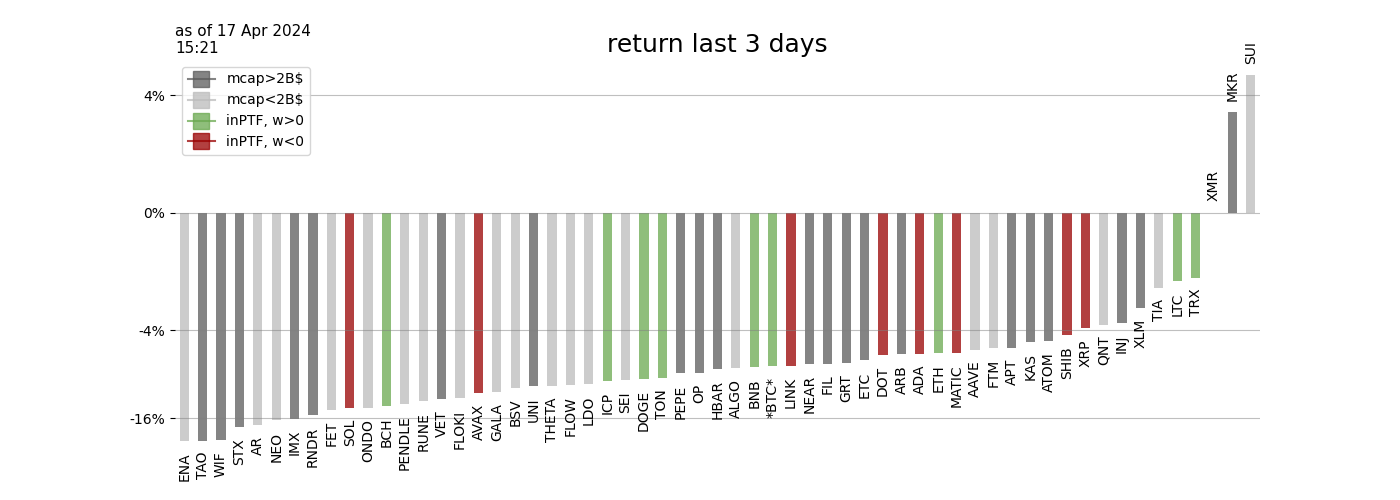 as of 17 Apr 2024
15:21
return last 3 days
mcap>2B$
mcap<2B$
inPTF, w>0
inPTF, w<0
4%
0%
-4%
-16%
ENA
TAO
WIF
STX
AR
NEO
IMX
RNDR
FET
SOL
ONDO
BCH
PENDLE
RUNE
VET
FLOKI
AVAX
GALA
BSV
UNI
THETA
FLOW
LDO
ICP
SEI
DOGE
TON
PEPE
OP
HBAR
ALGO
BNB
*BTC*
LINK
NEAR
FIL
GRT
ETC
DOT
ARB
ADA
ETH
MATIC
AAVE
FTM
APT
KAS
ATOM
SHIB
XRP
QNT
INJ
XLM
TIA
LTC
TRX
XMR
MKR
SUI